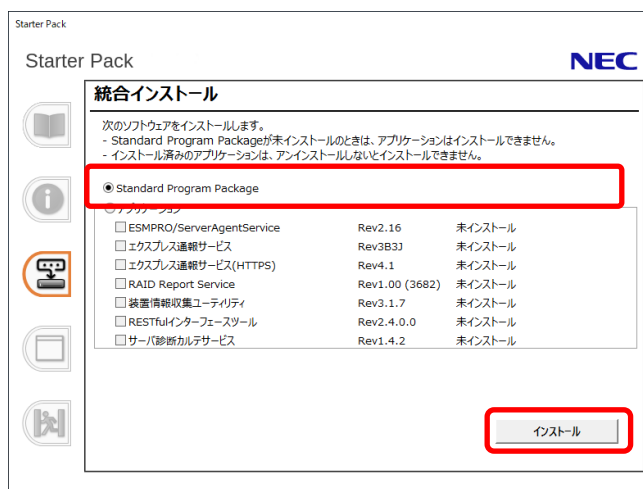 Starter Pack
Starter Pack
NEC
統合インストール
次のソフトウェアをインストールします。
- Standard Program Packageが未インストールのときは、アプリケーションはインストールできません。
- インストール済みのアプリケーションは、アンインストールしないとインストールできません。
Standard Program Package
アプリケーション
ESMPRO/ServerAgentService Rev2.16 未インストール
エクスプレス通報サービス Rev3B3J 未インストール
エクスプレス通報サービス(HTTPS) Rev4.1 未インストール
RAID Report Service Rev1.00 (3682) 未インストール
装置情報収集ユーティリティ Rev3.1.7 未インストール
RESTfulインターフェースツール Rev2.4.0.0 未インストール
サーバ診断カルテサービス Rev1.4.2 未インストール
インストール